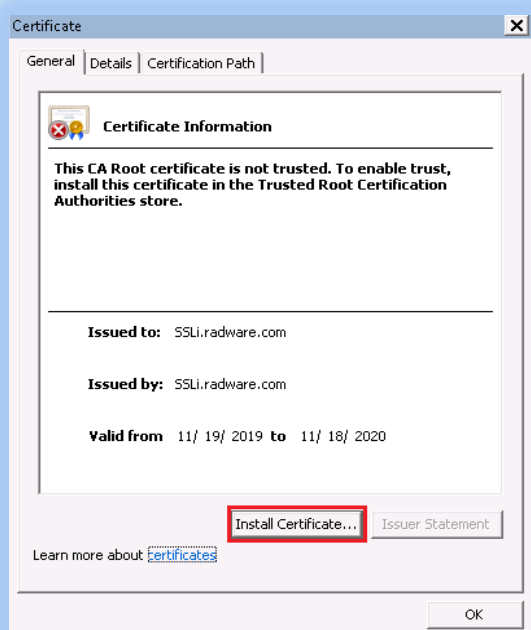 Certificate
General
Details
Certification Path
Certificate Information
This CA Root certificate is not trusted. To enable trust,
install this certificate in the Trusted Root Certification
Authorities store.
Issued to: SSLi.radware.com
Issued by: SSLi.radware.com
Valid from 11/ 19/ 2019 to 11/ 18/ 2020
Install Certificate... Issuer Statement
Learn more about certificates
OK